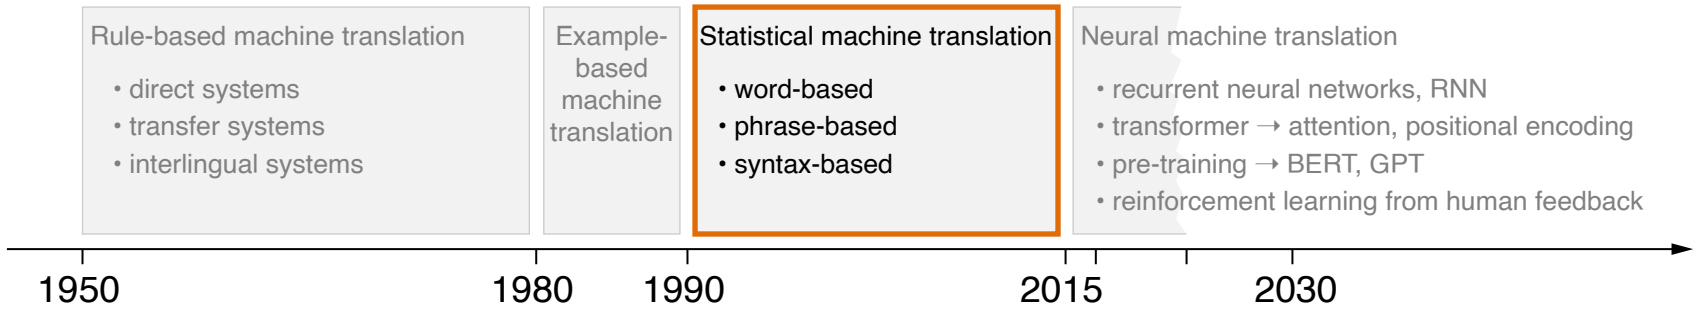 Rule-based machine translation
• direct systems
• transfer systems
• interlingual systems
Example-
based
machine
translation
Statistical machine translation
• word-based
• phrase-based
• syntax-based
Neural machine translation
• recurrent neural networks, RNN
• transformer → attention, positional encoding
• pre-training → BERT, GPT
• reinforcement learning from human feedback
1950
1980
1990
2015
2030